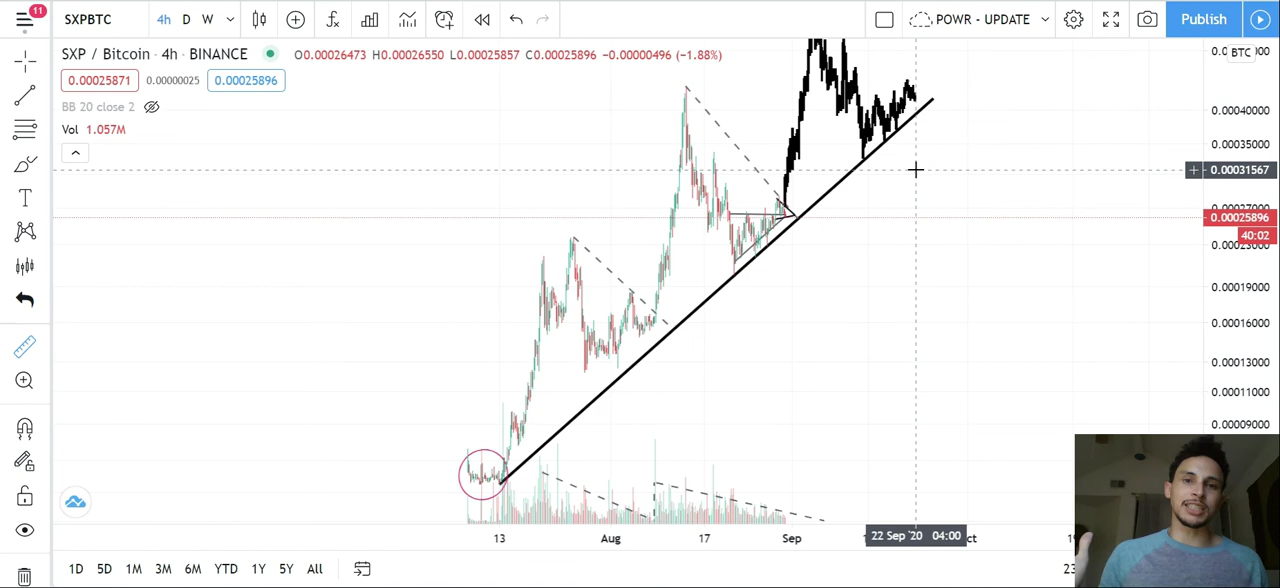 11
SXPBTC
4h D W
POWR - UPDATE
Publish
SXP / Bitcoin · 4h · BINANCE
O0.00026473 H0.00026550 L0.00025857 C0.00025896 −0.00000496 (−1.88%)
BTC
0.00025871 0.00000025 0.00025896
BB 20 close 2
Vol 1.057M
0.00040000
0.00035000
0.00031567
0.00025896
40:02
0.00019000
0.00016000
0.00013000
0.00011000
0.00009000
13 Aug 17 Sep
22 Sep '20 04:00
1D 5D 1M 3M 6M YTD 1Y 5Y All